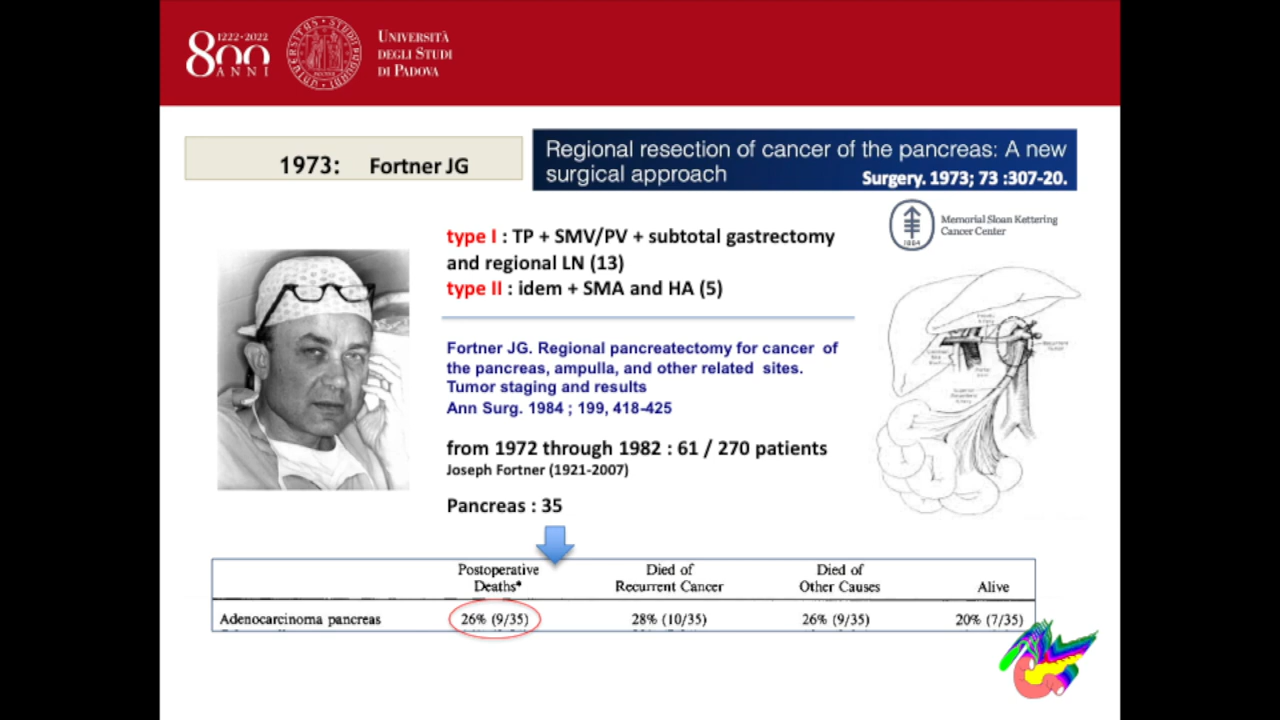 1222·2022
800
ANNI
UNIVERSITÀ
DEGLI STUDI
DI PADOVA
1973: Fortner JG
Regional resection of cancer of the pancreas: A new
surgical approach
Surgery. 1973; 73 :307-20.
Memorial Sloan Kettering
Cancer Center
1884
type I : TP + SMV/PV + subtotal gastrectomy
and regional LN (13)
type II : idem + SMA and HA (5)
Fortner JG. Regional pancreatectomy for cancer of
the pancreas, ampulla, and other related sites.
Tumor staging and results
Ann Surg. 1984 ; 199, 418-425
from 1972 through 1982 : 61 / 270 patients
Joseph Fortner (1921-2007)
Pancreas : 35
Postoperative Deaths* Died of Recurrent Cancer Died of Other Causes Alive
Adenocarcinoma pancreas 26% (9/35) 28% (10/35) 26% (9/35) 20% (7/35)